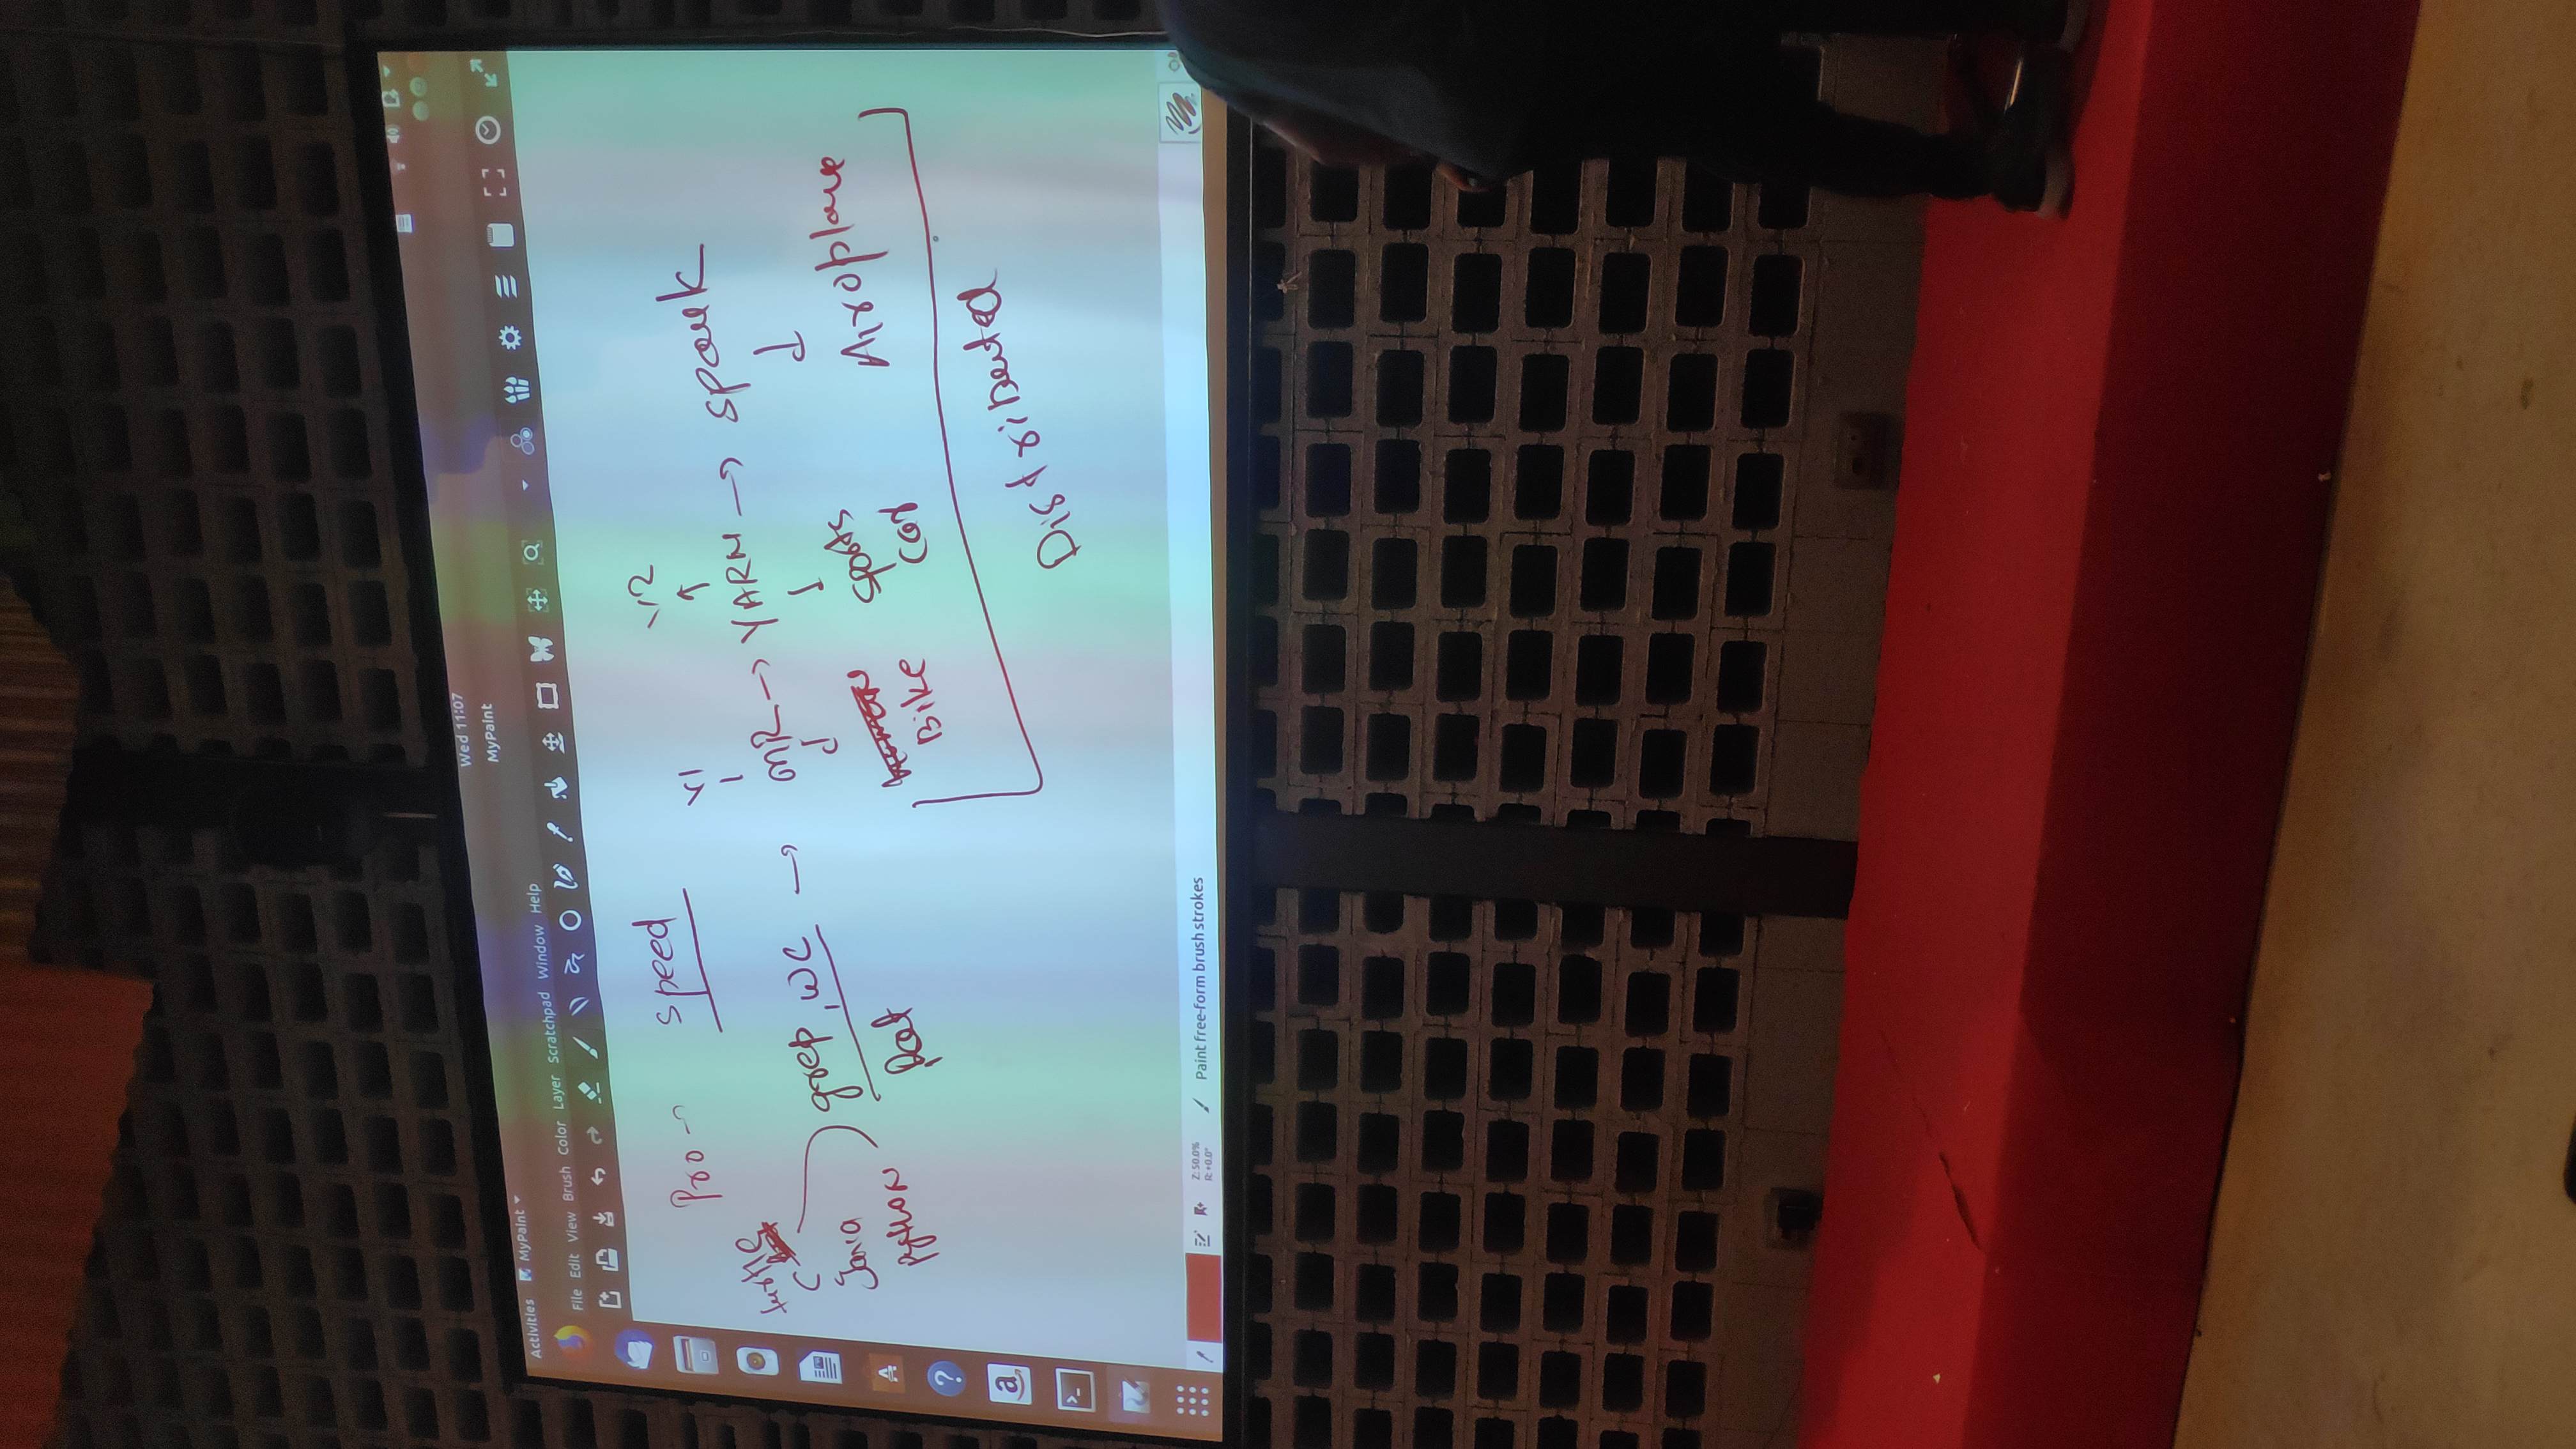 Wed 11:07
Activities MyPaint
MyPaint
File Edit View Brush Color Layer Scratchpad Window Help
Pro → speed
V1
V2
turtle
C
Java
Python
grep, wc → MR → YARN → spark
Bike
sports
car
Airoplane
Distributed
a
A
?
>_
Z: 50.0%
R: +0.0°
Paint free-form brush strokes